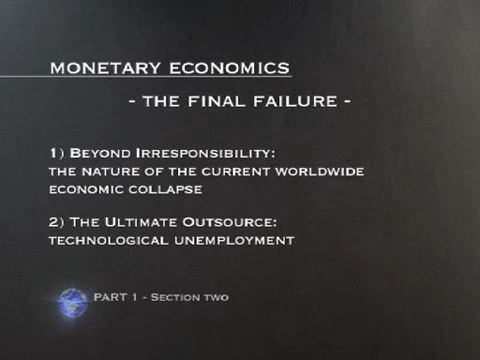 MONETARY ECONOMICS
- THE FINAL FAILURE -
1) BEYOND IRRESPONSIBILITY:
THE NATURE OF THE CURRENT WORLDWIDE
ECONOMIC COLLAPSE
2) THE ULTIMATE OUTSOURCE:
TECHNOLOGICAL UNEMPLOYMENT
PART 1 - SECTION TWO